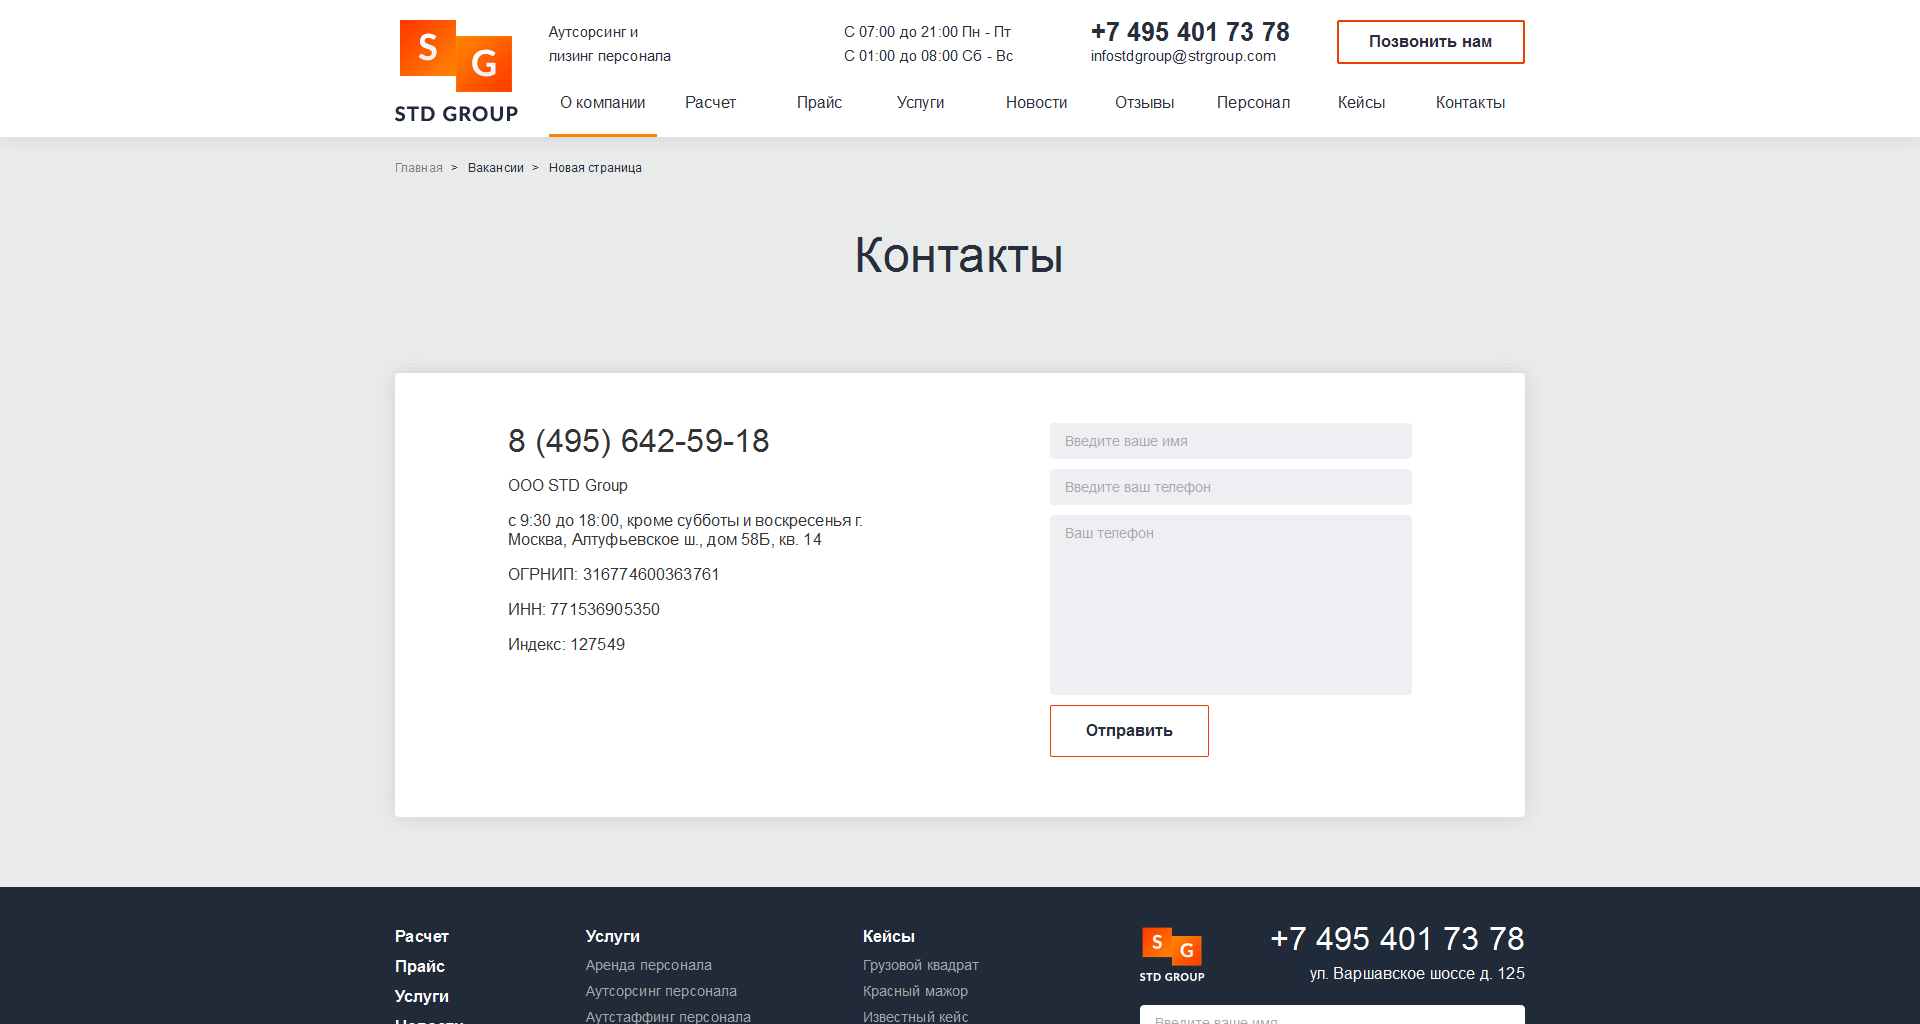 S
G
STD GROUP
Аутсорсинг и
лизинг персонала
С 07:00 до 21:00 Пн - Пт
С 01:00 до 08:00 Сб - Вс
+7 495 401 73 78
infostdgroup@strgroup.com
Позвонить нам
О компании
Расчет
Прайс
Услуги
Новости
Отзывы
Персонал
Кейсы
Контакты
Главная > Вакансии > Новая страница
Контакты
8 (495) 642-59-18
ООО STD Group
с 9:30 до 18:00, кроме субботы и воскресенья г.
Москва, Алтуфьевское ш., дом 58Б, кв. 14
ОГРНИП: 316774600363761
ИНН: 771536905350
Индекс: 127549
Введите ваше имя
Введите ваш телефон
Ваш телефон
Отправить
Расчет
Прайс
Услуги
Новости
Услуги
Аренда персонала
Аутсорсинг персонала
Аутстаффинг персонала
Кейсы
Грузовой квадрат
Красный мажор
Известный кейс
S
G
STD GROUP
+7 495 401 73 78
ул. Варшавское шоссе д. 125
Введите ваше имя